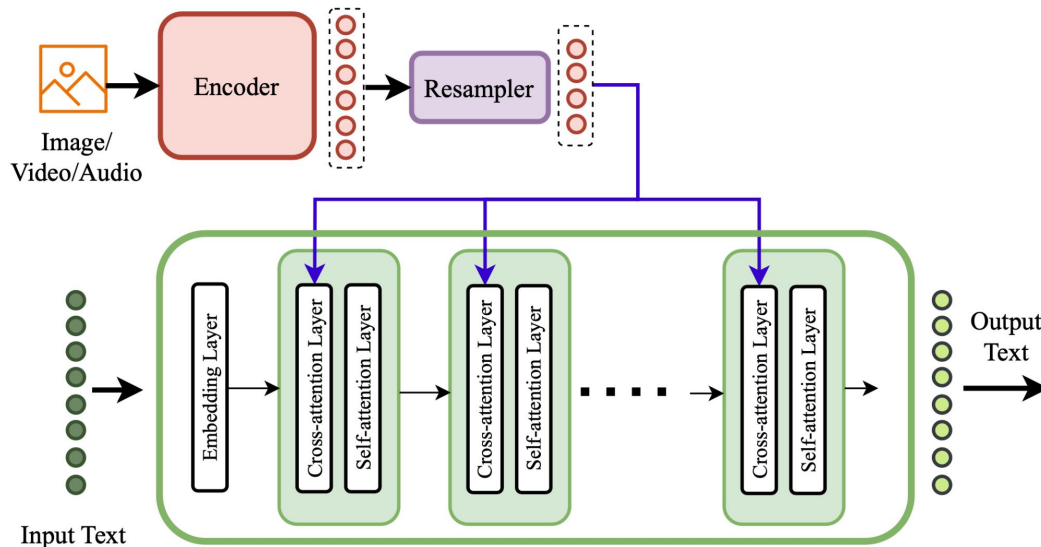 Encoder
Resampler
Image/
Video/Audio
Embedding Layer
Cross-attention Layer
Self-attention Layer
Cross-attention Layer
Self-attention Layer
Cross-attention Layer
Self-attention Layer
Output
Text
Input Text